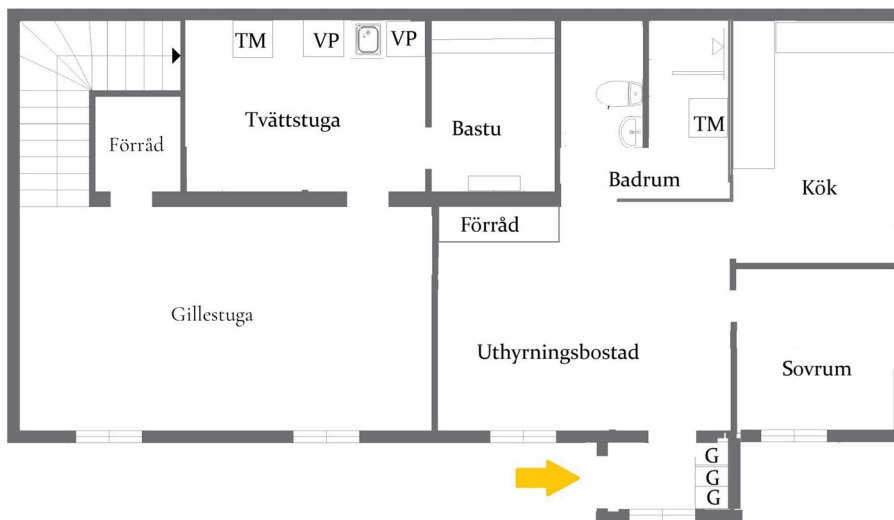 TM
VP
VP
Tvättstuga
Bastu
Förråd
TM
Badrum
Kök
Förråd
Gillestuga
Uthyrningsbostad
Sovrum
G
G
G